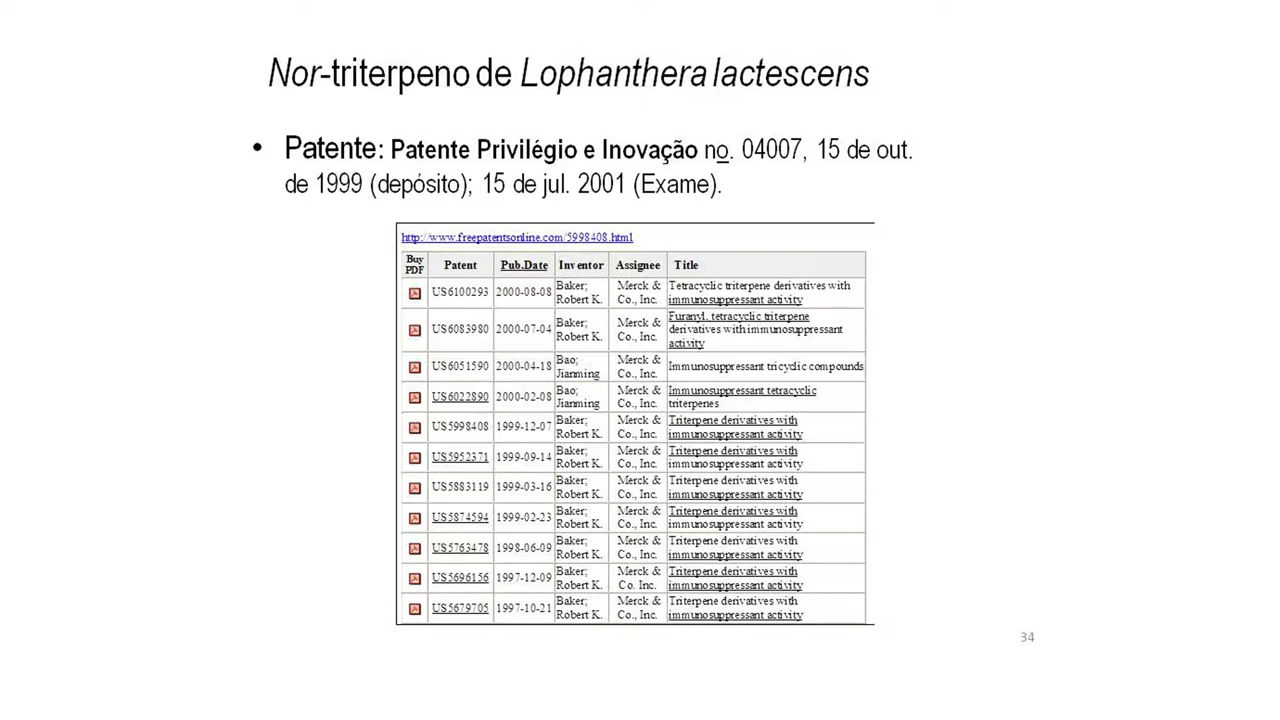 Nor-triterpeno de Lophanthera lactescens
• Patente: Patente Privilégio e Inovação no. 04007, 15 de out.
de 1999 (depósito); 15 de jul. 2001 (Exame).
http://www.freepatentsonline.com/5998408.html
Buy PDF Patent Pub.Date Inventor Assignee Title
US6100293 2000-08-08 Baker; Robert K. Merck & Co., Inc. Tetracyclic triterpene derivatives with immunosuppressant activity
US6083980 2000-07-04 Baker; Robert K. Merck & Co., Inc. Furanyl, tetracyclic triterpene derivatives with immunosuppressant activity
US6051590 2000-04-18 Bao; Jianming Merck & Co., Inc. Immunosuppressant tricyclic compounds
US6022890 2000-02-08 Bao; Jianming Merck & Co., Inc. Immunosuppressant tetracyclic triterpenes
US5998408 1999-12-07 Baker; Robert K. Merck & Co., Inc. Triterpene derivatives with immunosuppressant activity
US5952371 1999-09-14 Baker; Robert K. Merck & Co., Inc. Triterpene derivatives with immunosuppressant activity
US5883119 1999-03-16 Baker; Robert K. Merck & Co., Inc. Triterpene derivatives with immunosuppressant activity
US5874594 1999-02-23 Baker; Robert K. Merck & Co., Inc. Triterpene derivatives with immunosuppressant activity
US5763478 1998-06-09 Baker; Robert K. Merck & Co., Inc. Triterpene derivatives with immunosuppressant activity
US5696156 1997-12-09 Baker; Robert K. Merck & Co. Inc. Triterpene derivatives with immunosuppressant activity
US5679705 1997-10-21 Baker; Robert K. Merck & Co., Inc. Triterpene derivatives with immunosuppressant activity
34